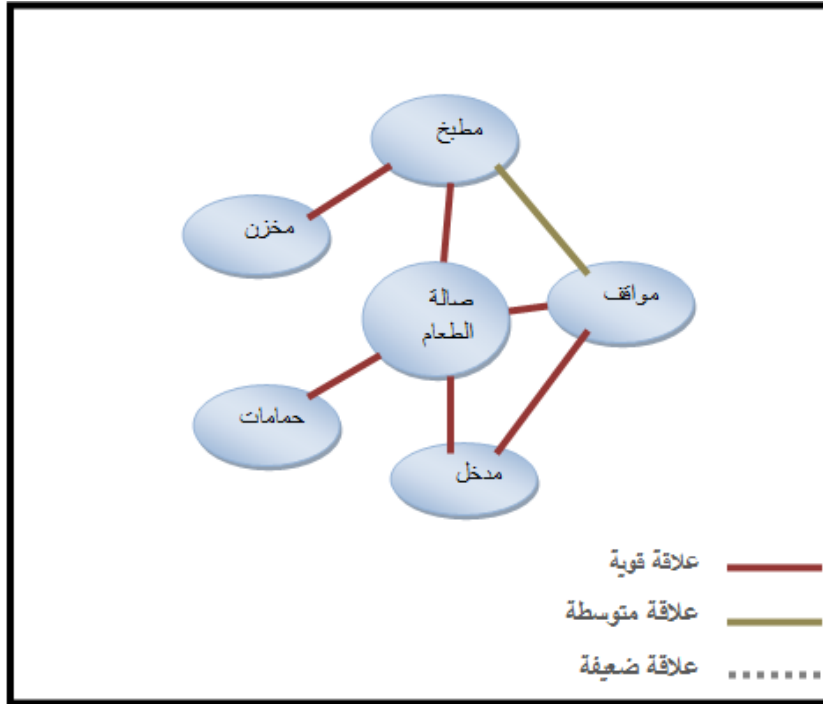 مطبخ
مخزن
صالة
الطعام
مواقف
حمامات
مدخل
علاقة قوية
علاقة متوسطة
علاقة ضعيفة